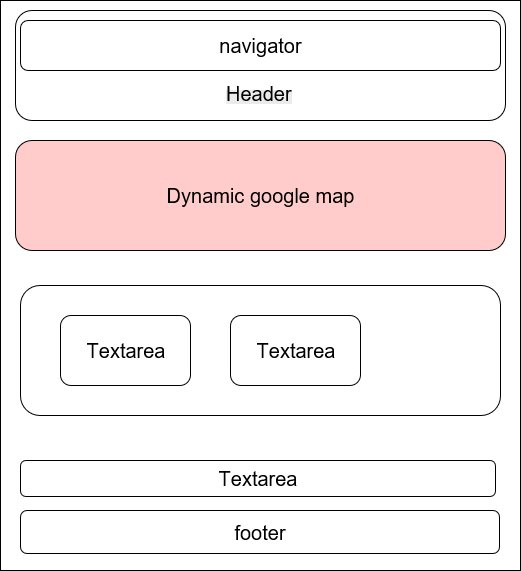 navigator
Header
Dynamic google map
Textarea
Textarea
Textarea
footer